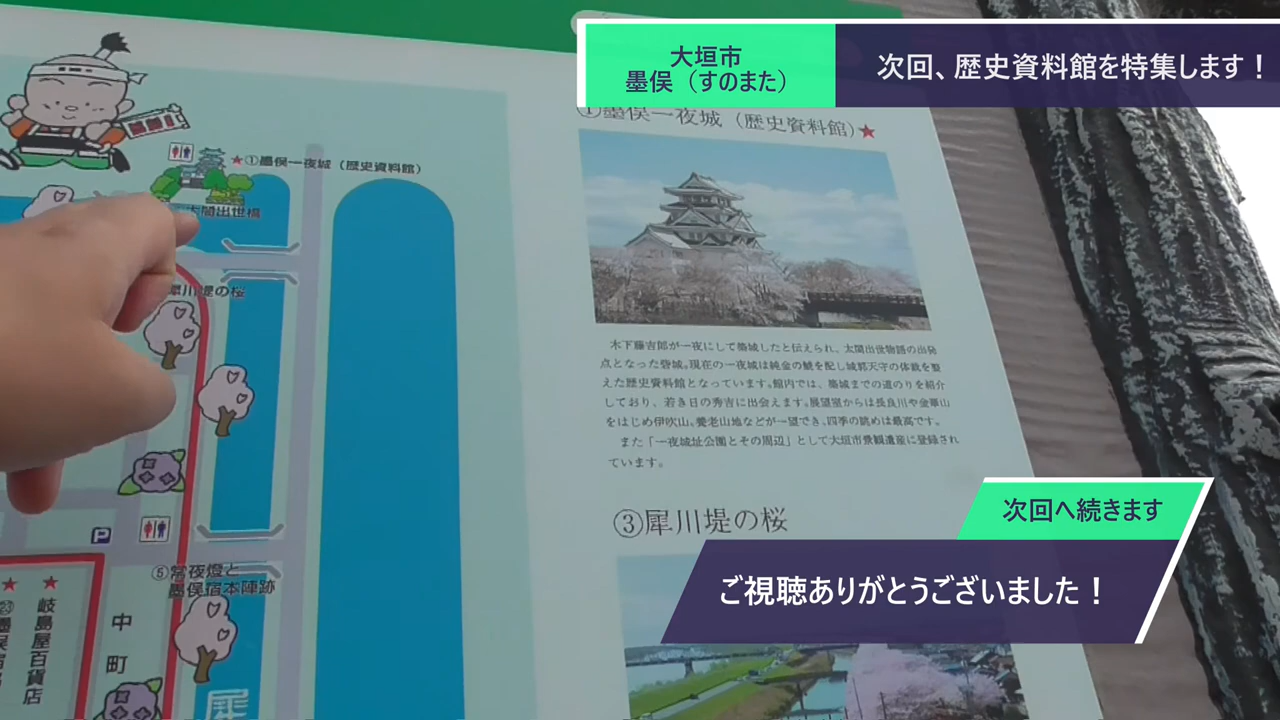 大垣市
墨俣（すのまた）
次回、歴史資料館を特集します！
①墨俣一夜城（歴史資料館）★
木下藤吉郎が一夜にして築城したと伝えられ、太閤出世物語の出発
点となった砦城。現在の一夜城は純金の鯱を配し城郭天守の体裁を整
えた歴史資料館となっています。館内では、築城までの道のりを紹介
しており、若き日の秀吉に出会えます。展望室からは長良川や金華山
をはじめ伊吹山、養老山地などが一望でき、四季の眺めは最高です。
また「一夜城址公園とその周辺」として大垣市景観遺産に登録され
ています。
③犀川堤の桜
★①墨俣一夜城（歴史資料館）
太閤出世橋
犀川堤の桜
P
⑤常夜燈と
墨俣宿本陣跡
中町
★岐島屋百貨店
犀
次回へ続きます
ご視聴ありがとうございました！